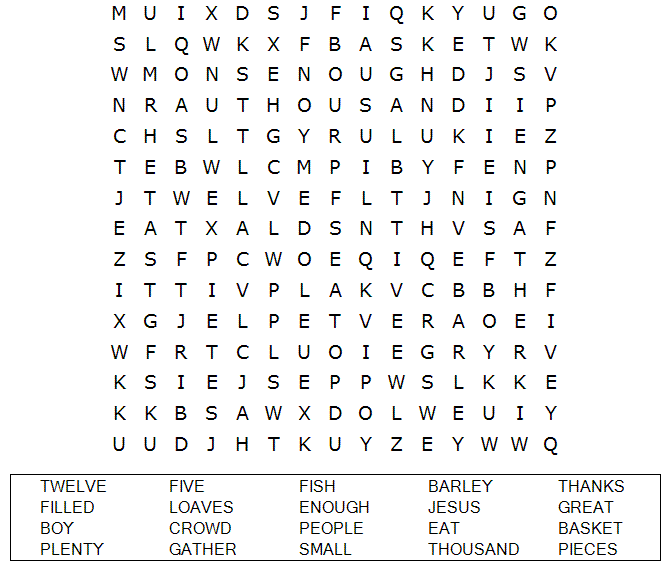 M U I X D S J F I Q K Y U G O
S L Q W K X F B A S K E T W K
W M O N S E N O U G H D J S V
N R A U T H O U S A N D I I P
C H S L T G Y R U L U K I E Z
T E B W L C M P I B Y F E N P
J T W E L V E F L T J N I G N
E A T X A L D S N T H V S A F
Z S F P C W O E Q I Q E F T Z
I T T I V P L A K V C B B H F
X G J E L P E T V E R A O E I
W F R T C L U O I E G R Y R V
K S I E J S E P P W S L K K E
K K B S A W X D O L W E U I Y
U U D J H T K U Y Z E Y W W Q
TWELVE FIVE FISH BARLEY THANKS
FILLED LOAVES ENOUGH JESUS GREAT
BOY CROWD PEOPLE EAT BASKET
PLENTY GATHER SMALL THOUSAND PIECES